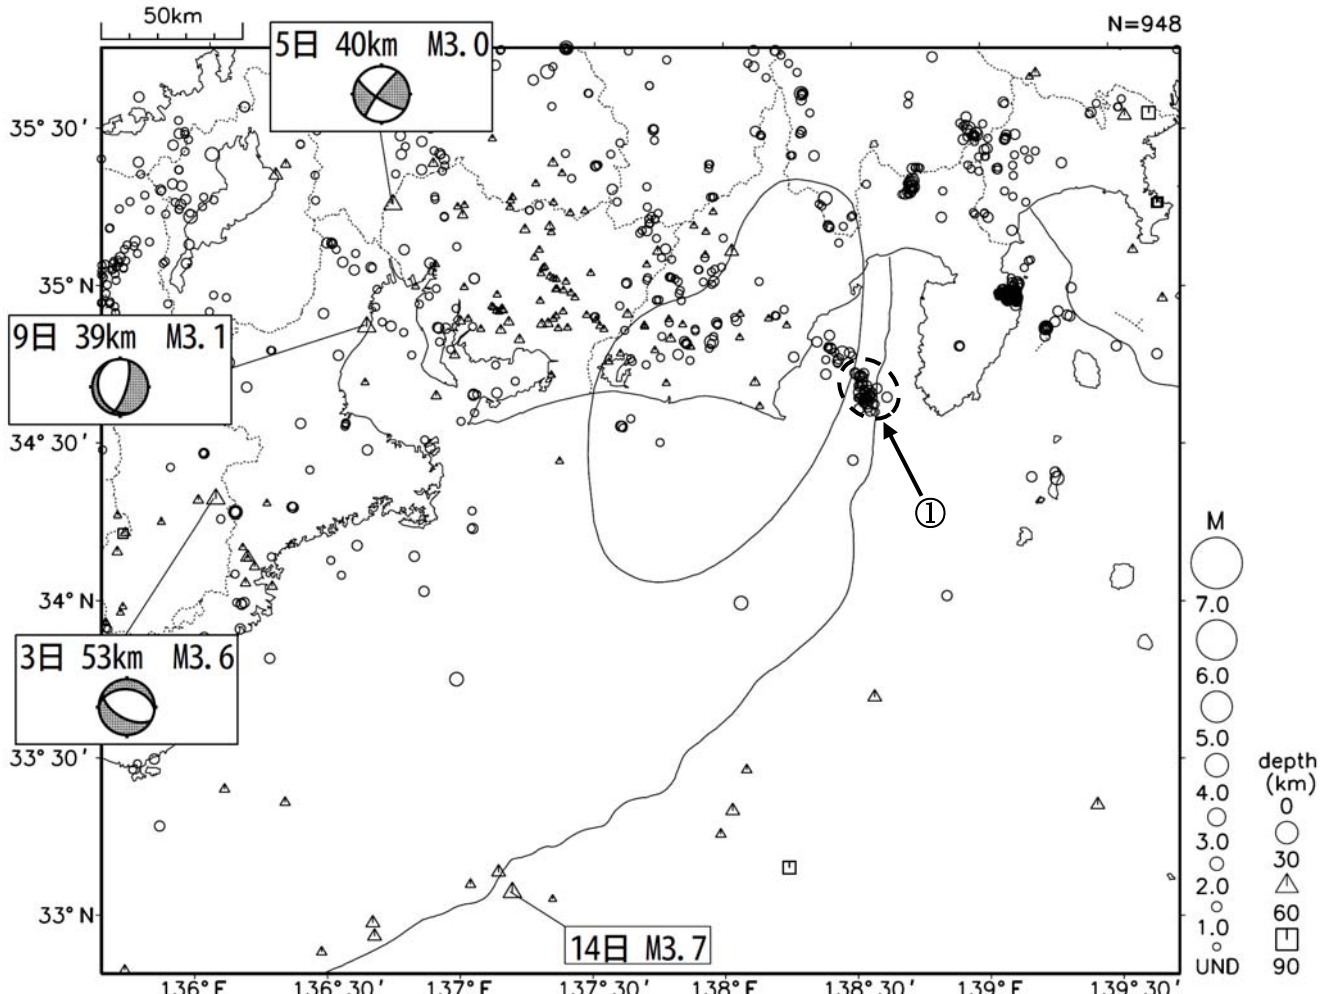 50km
N=948
5日 40km M3.0
35°30′
35°N
9日 39km M3.1
34°30′
①
34°N
3日 53km M3.6
33°30′
33°N
14日 M3.7
136°E
136°30′
137°E
137°30′
138°E
138°30′
139°E
139°30′
M
7.0
6.0
5.0
4.0
3.0
2.0
1.0
UND
depth
(km)
0
30
60
90